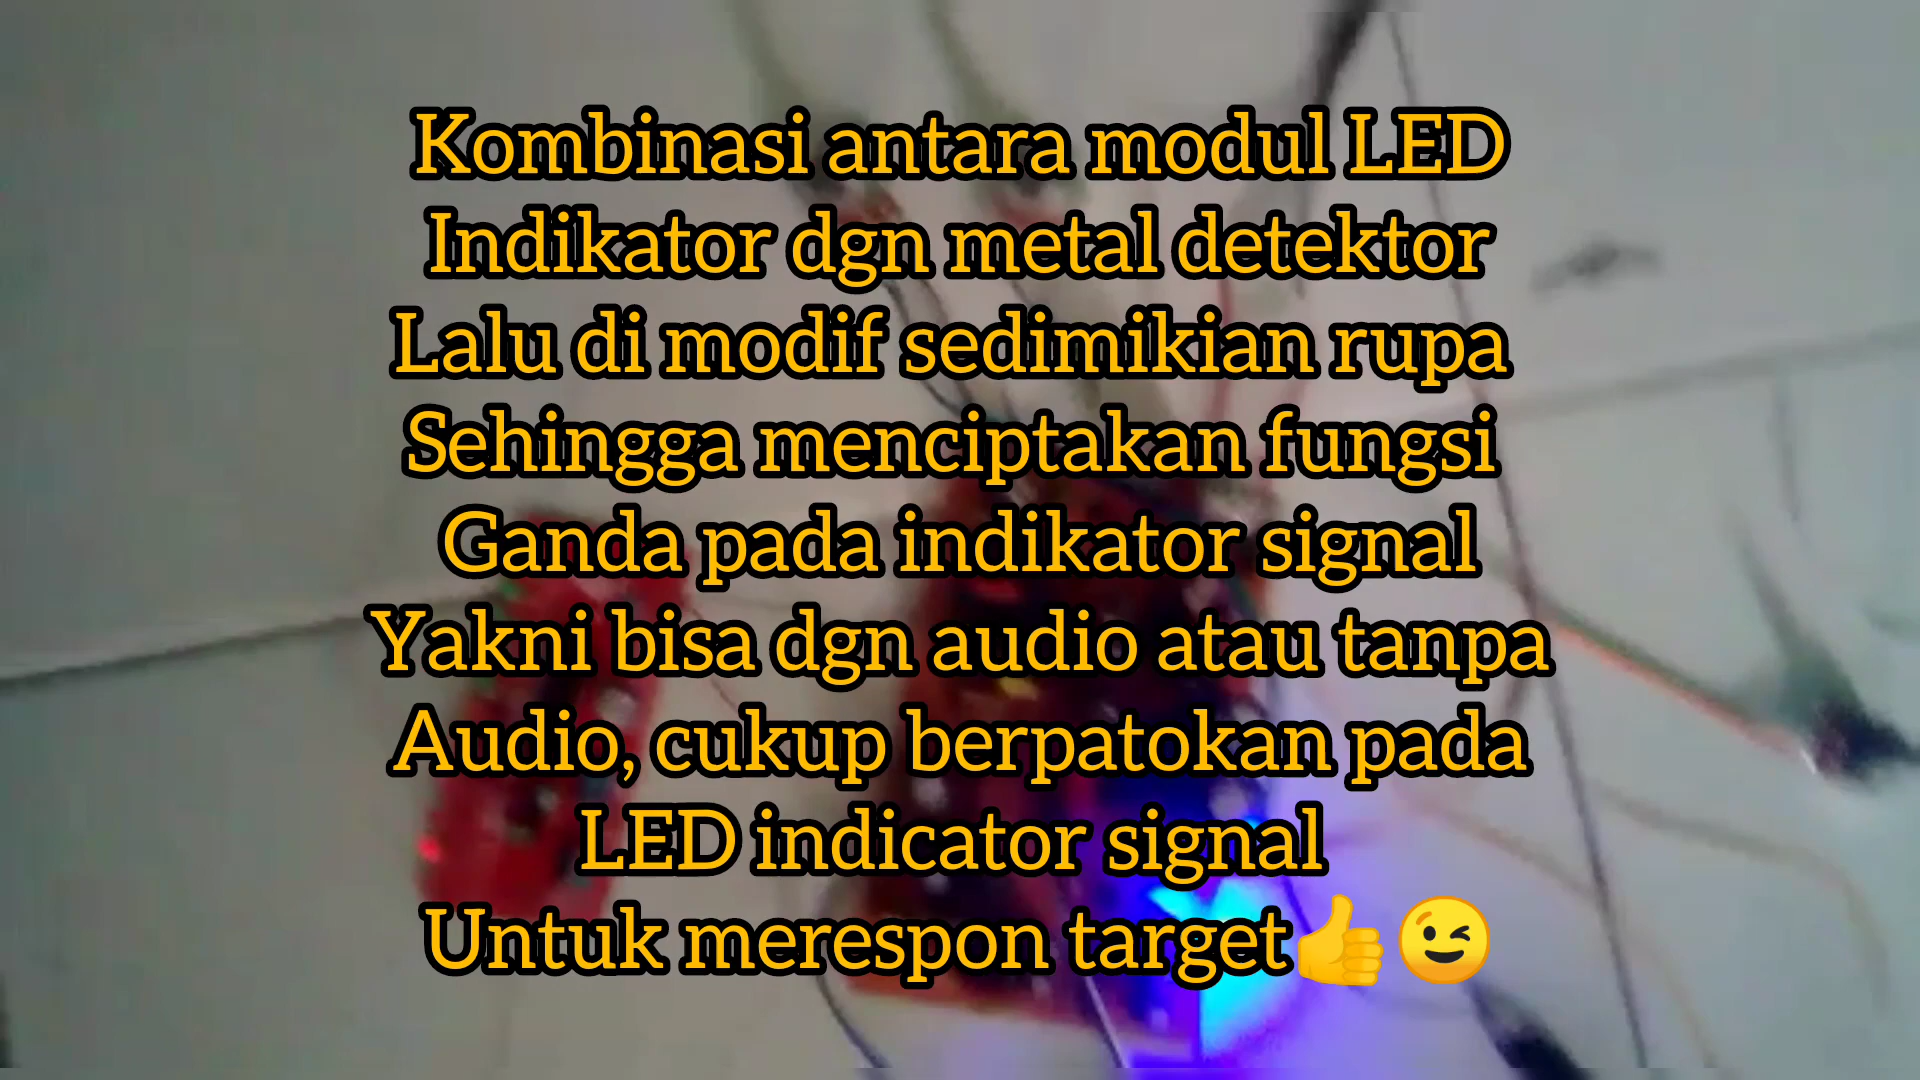 Kombinasi antara modul LED
Indikator dgn metal detektor
Lalu di modif sedimikian rupa
Sehingga menciptakan fungsi
Ganda pada indikator signal
Yakni bisa dgn audio atau tanpa
Audio, cukup berpatokan pada
LED indicator signal
Untuk merespon target👍😉